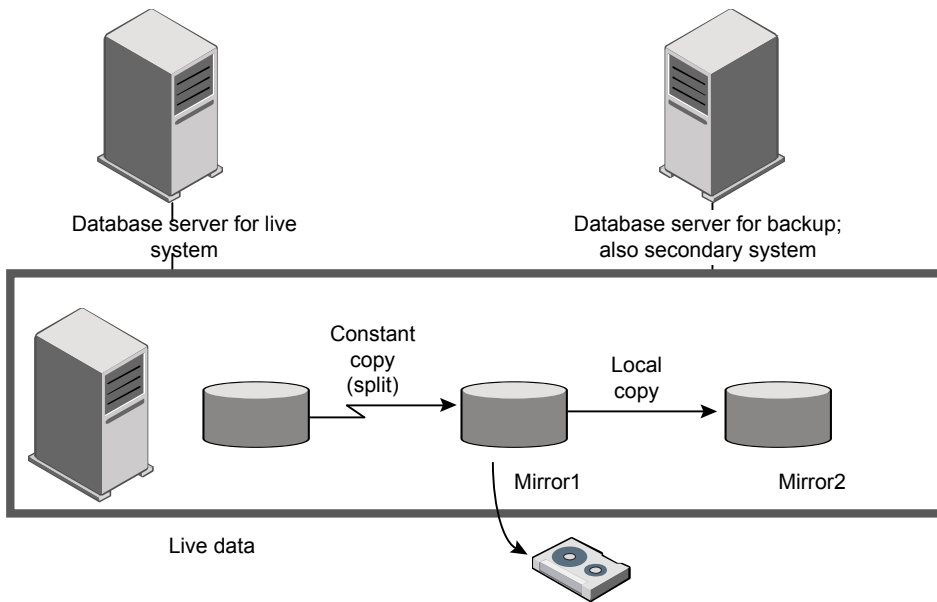 Database server for live
system
Database server for backup;
also secondary system
Constant
copy
(split)
Local
copy
Mirror1
Mirror2
Live data